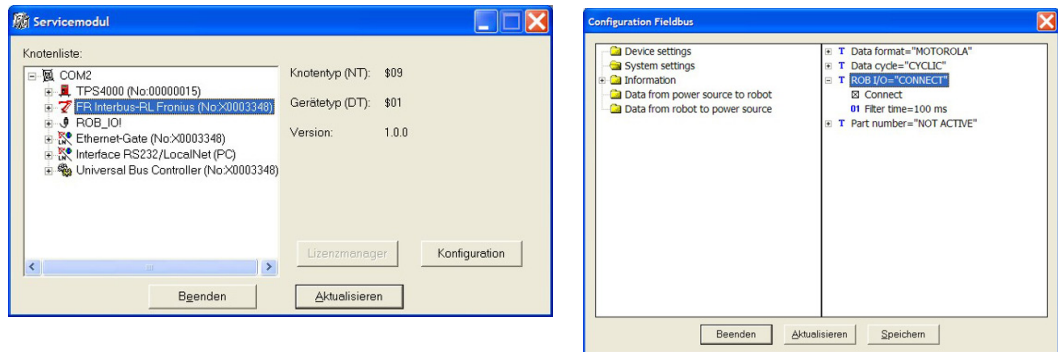 Servicemodul
Knotenliste:
COM2
TPS4000 (No:00000015)
FR Interbus-RL Fronius (No:X0003348)
ROB_IO!
Ethernet-Gate (No:X0003348)
Interface RS232/LocalNet (PC)
Universal Bus Controller (No:X0003348)
Knotentyp (NT): $09
Gerätetyp (DT): $01
Version: 1.0.0
Lizenzmanager
Konfiguration
Beenden
Aktualisieren
Configuration Fieldbus
Device settings
System settings
Information
Data from power source to robot
Data from robot to power source
T Data format="MOTOROLA"
T Data cycle="CYCLIC"
T ROB I/O="CONNECT"
Connect
01 Filter time=100 ms
T Part number="NOT ACTIVE"
Beenden
Aktualisieren
Speichern